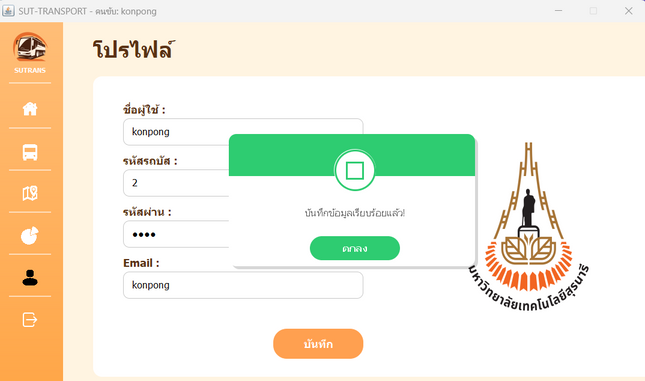 SUT-TRANSPORT - คนขับ: konpong
SUTRANS
โปรไฟล์
ชื่อผู้ใช้ :
konpong
รหัสรถบัส :
2
รหัสผ่าน :
••••
Email :
konpong
บันทึก
บันทึกข้อมูลเรียบร้อยแล้ว!
ตกลง
มหาวิทยาลัยเทคโนโลยีสุรนารี